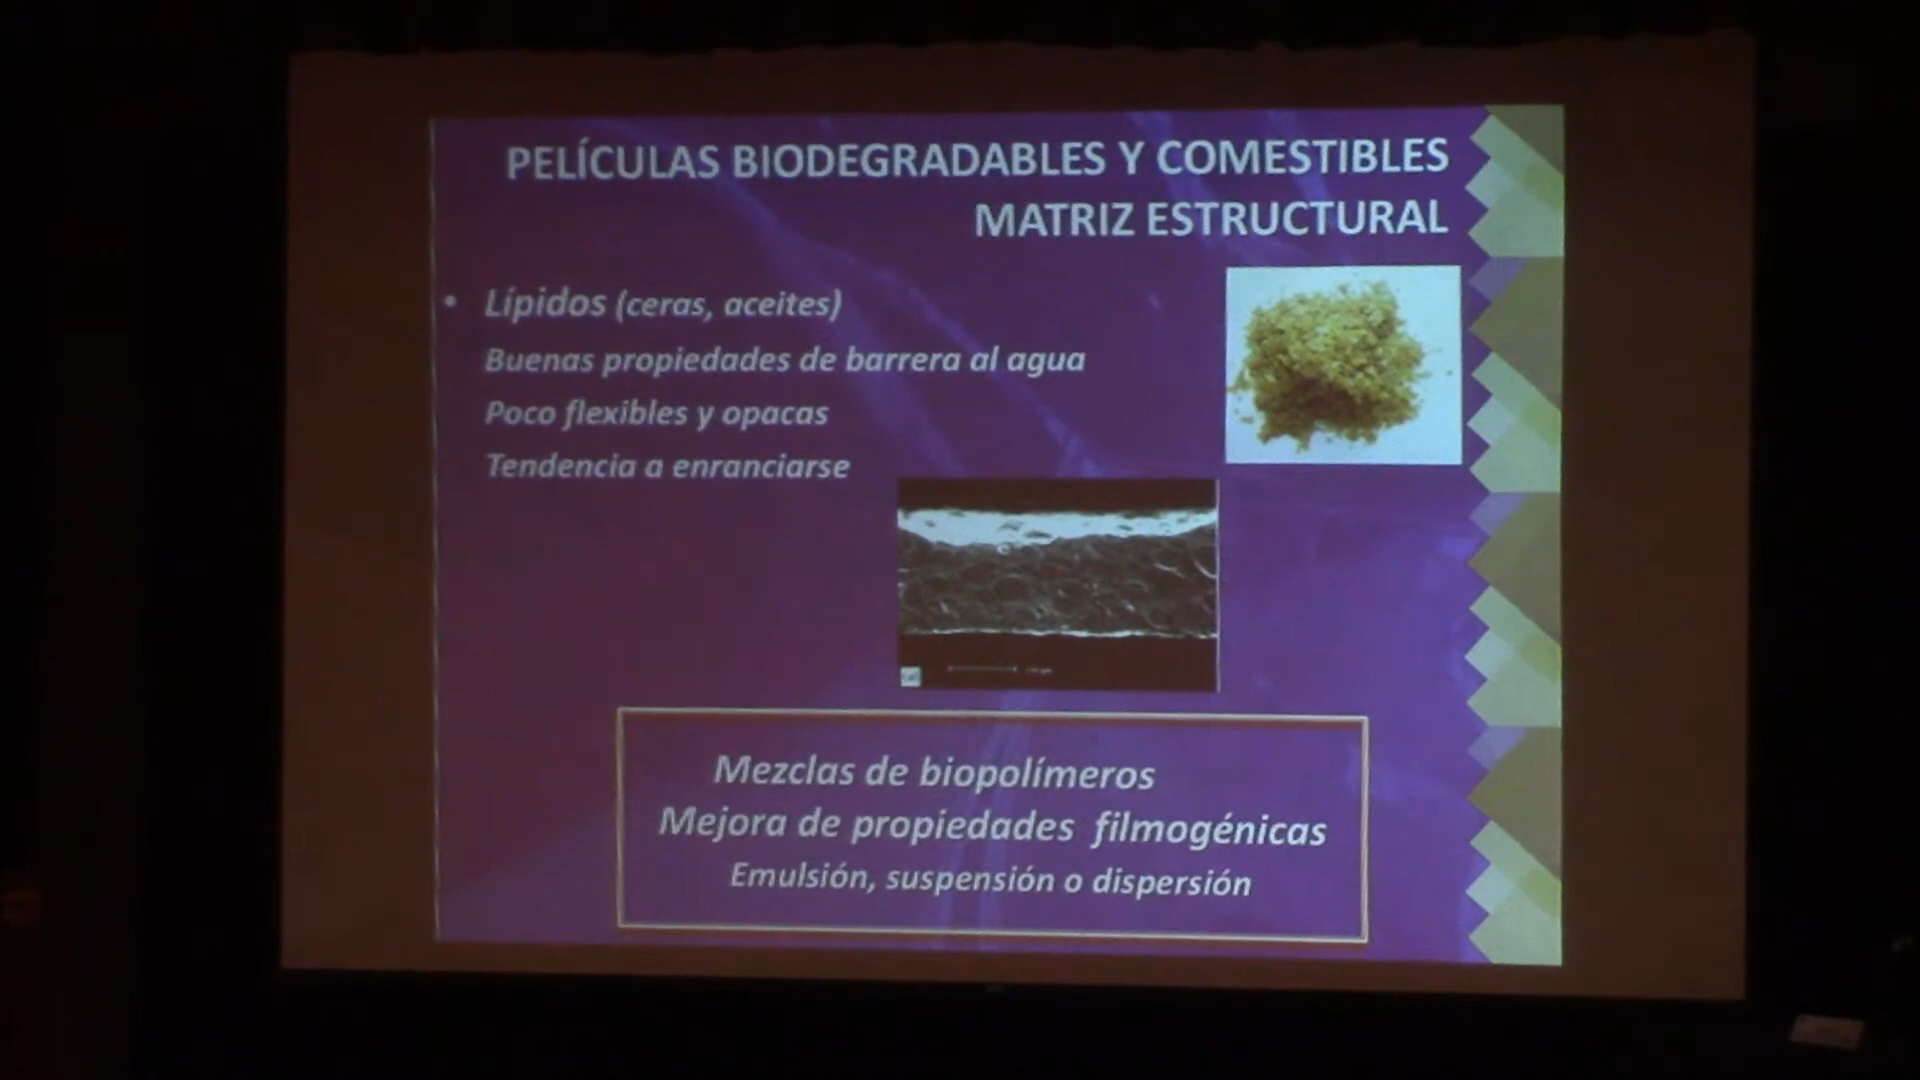 PELÍCULAS BIODEGRADABLES Y COMESTIBLES
MATRIZ ESTRUCTURAL
• Lípidos (ceras, aceites)
Buenas propiedades de barrera al agua
Poco flexibles y opacas
Tendencia a enranciarse
Mezclas de biopolímeros
Mejora de propiedades filmogénicas
Emulsión, suspensión o dispersión